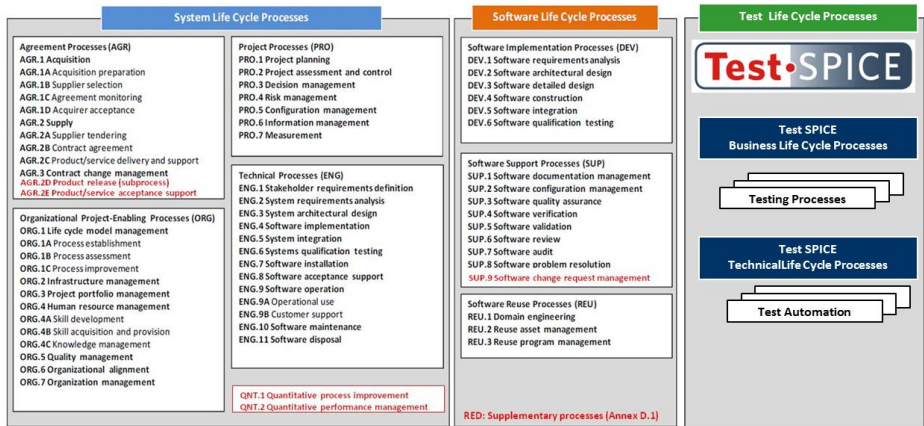 System Life Cycle Processes
Agreement Processes (AGR)
AGR.1 Acquisition
AGR.1A Acquisition preparation
AGR.1B Supplier selection
AGR.1C Agreement monitoring
AGR.1D Acquirer acceptance
AGR.2 Supply
AGR.2A Supplier tendering
AGR.2B Contract agreement
AGR.2C Product/service delivery and support
AGR.3 Contract change management
AGR.2D Product release (subprocess)
AGR.2E Product/service acceptance support
Organizational Project-Enabling Processes (ORG)
ORG.1 Life cycle model management
ORG.1A Process establishment
ORG.1B Process assessment
ORG.1C Process improvement
ORG.2 Infrastructure management
ORG.3 Project portfolio management
ORG.4 Human resource management
ORG.4A Skill development
ORG.4B Skill acquisition and provision
ORG.4C Knowledge management
ORG.5 Quality management
ORG.6 Organizational alignment
ORG.7 Organization management
Project Processes (PRO)
PRO.1 Project planning
PRO.2 Project assessment and control
PRO.3 Decision management
PRO.4 Risk management
PRO.5 Configuration management
PRO.6 Information management
PRO.7 Measurement
Technical Processes (ENG)
ENG.1 Stakeholder requirements definition
ENG.2 System requirements analysis
ENG.3 System architectural design
ENG.4 Software implementation
ENG.5 System integration
ENG.6 Systems qualification testing
ENG.7 Software installation
ENG.8 Software acceptance support
ENG.9 Software operation
ENG.9A Operational use
ENG.9B Customer support
ENG.10 Software maintenance
ENG.11 Software disposal
QNT.1 Quantitative process improvement
QNT.2 Quantitative performance management
Software Life Cycle Processes
Software Implementation Processes (DEV)
DEV.1 Software requirements analysis
DEV.2 Software architectural design
DEV.3 Software detailed design
DEV.4 Software construction
DEV.5 Software integration
DEV.6 Software qualification testing
Software Support Processes (SUP)
SUP.1 Software documentation management
SUP.2 Software configuration management
SUP.3 Software quality assurance
SUP.4 Software verification
SUP.5 Software validation
SUP.6 Software review
SUP.7 Software audit
SUP.8 Software problem resolution
SUP.9 Software change request management
Software Reuse Processes (REU)
REU.1 Domain engineering
REU.2 Reuse asset management
REU.3 Reuse program management
RED: Supplementary processes (Annex D.1)
Test Life Cycle Processes
Test·SPICE
Test SPICE
Business Life Cycle Processes
Testing Processes
Test SPICE
TechnicalLife Cycle Processes
Test Automation